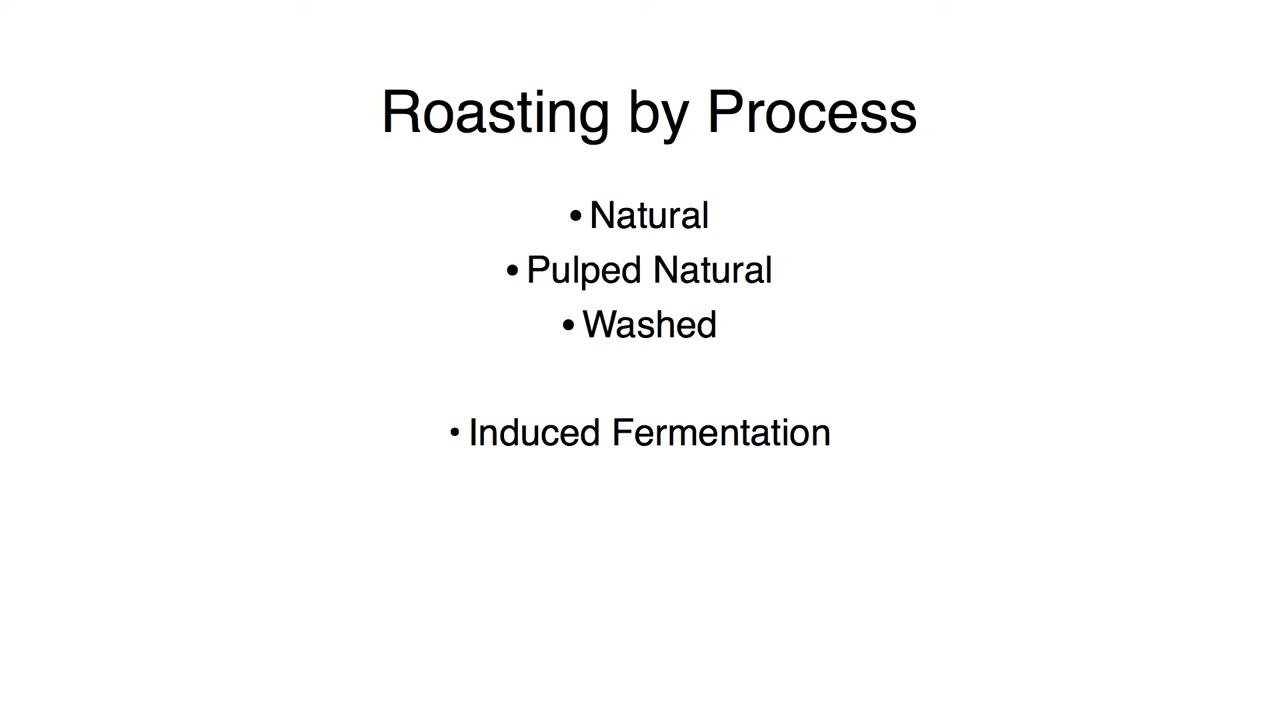 Roasting by Process
• Natural
• Pulped Natural
• Washed
• Induced Fermentation